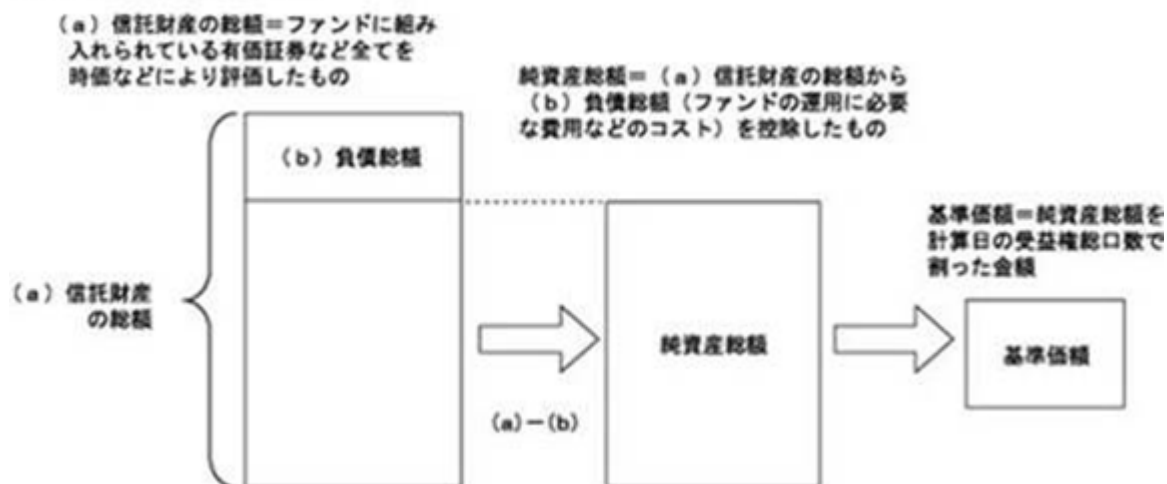 (a)信託財産の総額=ファンドに組み
入れられている有価証券など全てを
時価などにより評価したもの
純資産総額=(a)信託財産の総額から
(b)負債総額(ファンドの運用に必要
な費用などのコスト)を控除したもの
(b)負債総額
基準価額=純資産総額を
計算日の受益権総口数で
割った金額
(a)信託財産
の総額
純資産総額
基準価額
(a)-(b)